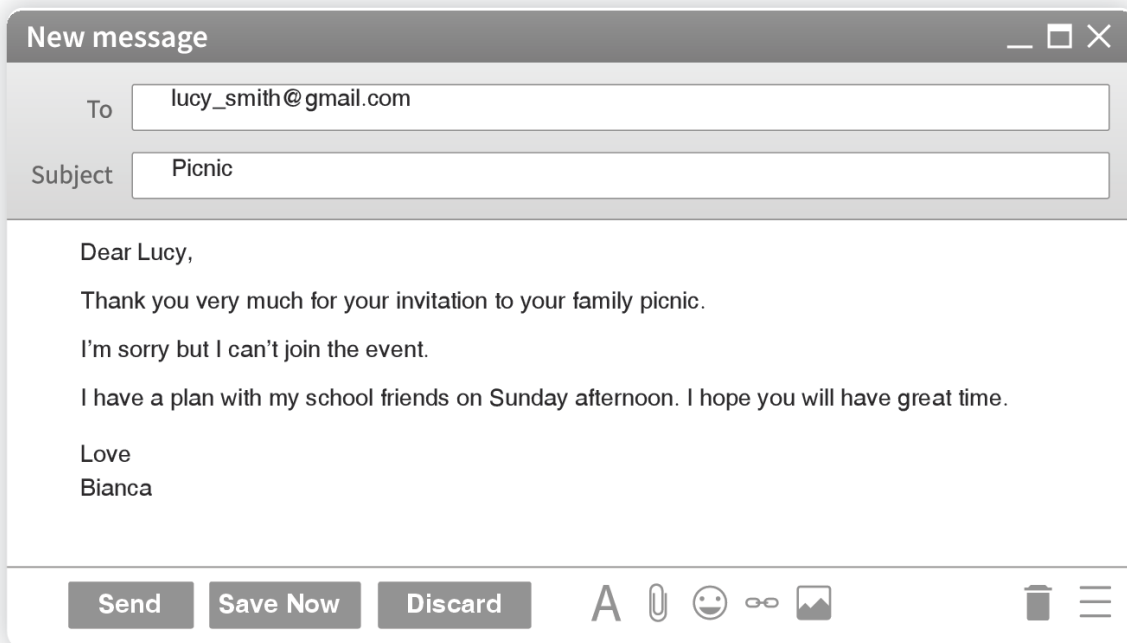 New message
To
lucy_smith@gmail.com
Subject
Picnic
Dear Lucy,
Thank you very much for your invitation to your family picnic.
I'm sorry but I can't join the event.
I have a plan with my school friends on Sunday afternoon. I hope you will have great time.
Love
Bianca
Send
Save Now
Discard
A